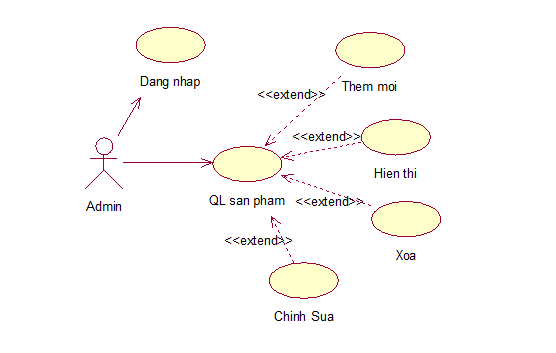 Dang nhap
Them moi
<<extend>>
<<extend>>
Hien thi
Admin
QL san pham
<<extend>>
Xoa
<<extend>>
Chinh Sua